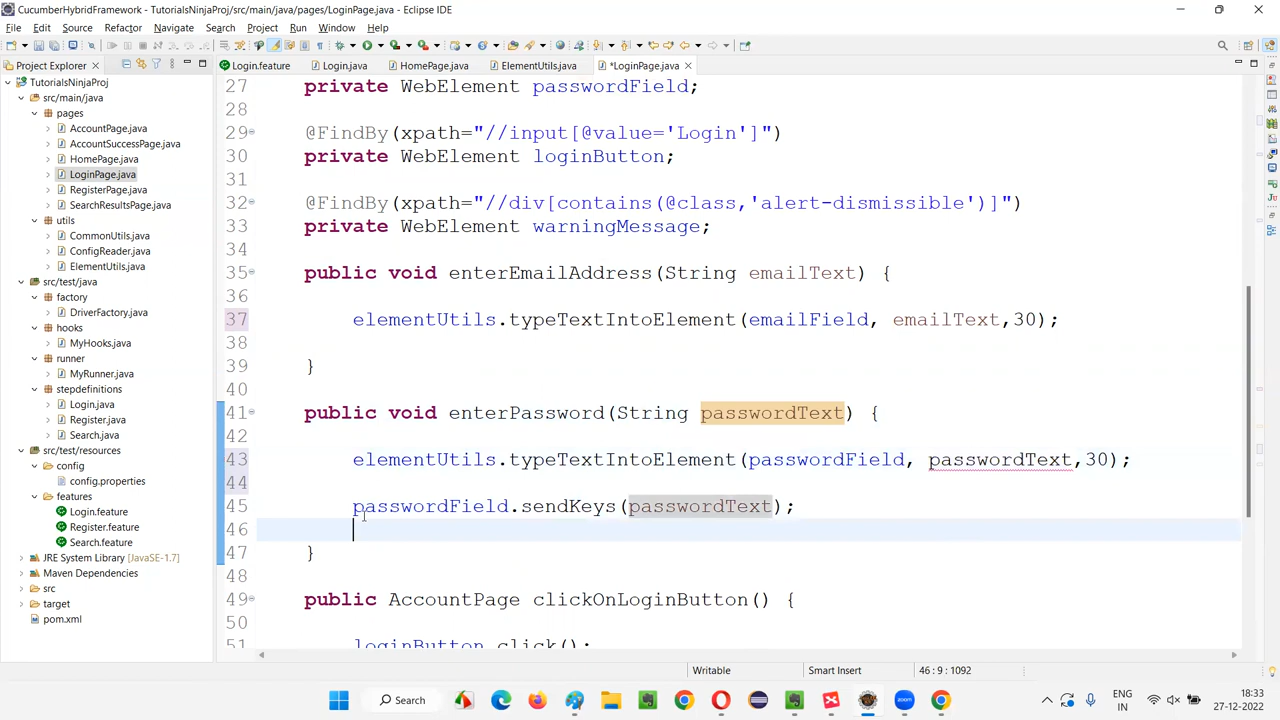 CucumberHybridFramework - TutorialsNinjaProj/src/main/java/pages/LoginPage.java - Eclipse IDE
File Edit Source Refactor Navigate Search Project Run Window Help
Project Explorer
Login.feature Login.java HomePage.java ElementUtils.java *LoginPage.java
TutorialsNinjaProj
src/main/java
pages
AccountPage.java
AccountSuccessPage.java
HomePage.java
LoginPage.java
RegisterPage.java
SearchResultsPage.java
utils
CommonUtils.java
ConfigReader.java
ElementUtils.java
src/test/java
factory
DriverFactory.java
hooks
MyHooks.java
runner
MyRunner.java
stepdefinitions
Login.java
Register.java
Search.java
src/test/resources
config
config.properties
features
Login.feature
Register.feature
Search.feature
JRE System Library [JavaSE-1.7]
Maven Dependencies
src
target
pom.xml
27 private WebElement passwordField;
28
29 @FindBy(xpath="//input[@value='Login']")
30 private WebElement loginButton;
31
32 @FindBy(xpath="//div[contains(@class,'alert-dismissible')]")
33 private WebElement warningMessage;
34
35 public void enterEmailAddress(String emailText) {
36
37 elementUtils.typeTextIntoElement(emailField, emailText,30);
38
39 }
40
41 public void enterPassword(String passwordText) {
42
43 elementUtils.typeTextIntoElement(passwordField, passwordText,30);
44
45 passwordField.sendKeys(passwordText);
46
47 }
48
49 public AccountPage clickOnLoginButton() {
50
51 loginButton.click();
Writable Smart Insert 46 : 9 : 1092
Search
ENG
IN
18:33
27-12-2022